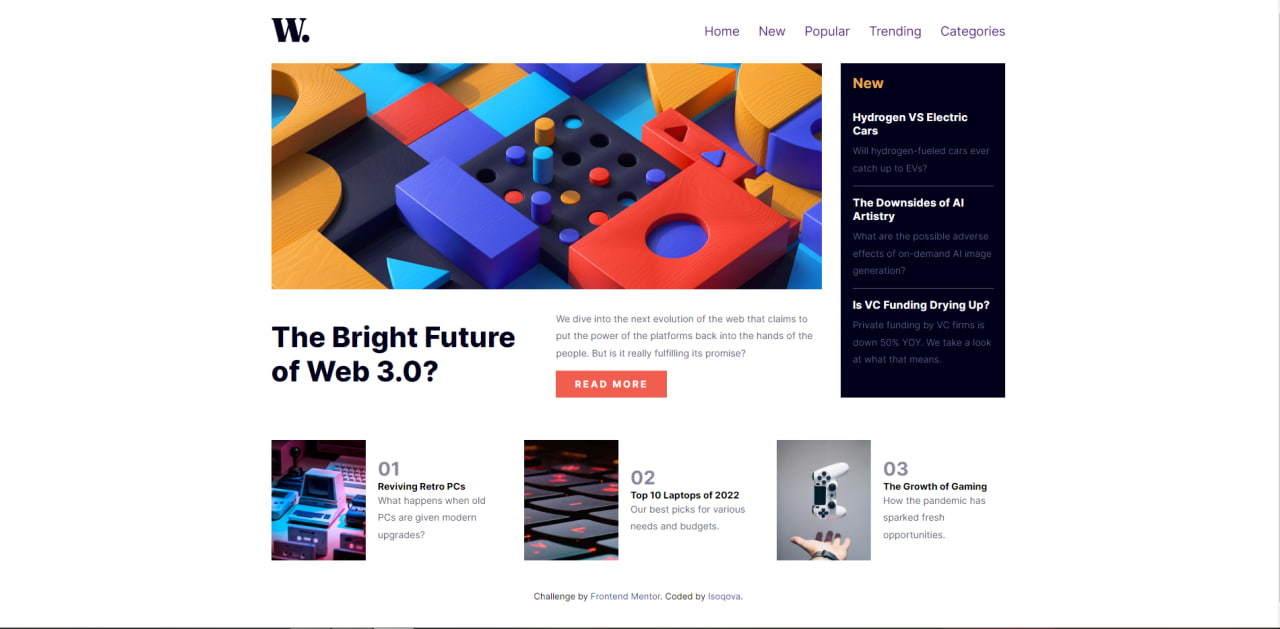 W.
Home New Popular Trending Categories
New
Hydrogen VS Electric
Cars
Will hydrogen-fueled cars ever
catch up to EVs?
The Downsides of AI
Artistry
What are the possible adverse
effects of on-demand AI image
generation?
Is VC Funding Drying Up?
Private funding by VC firms is
down 50% YOY. We take a look
at what that means.
The Bright Future
of Web 3.0?
We dive into the next evolution of the web that claims to
put the power of the platforms back into the hands of the
people. But is it really fulfilling its promise?
READ MORE
01
Reviving Retro PCs
What happens when old
PCs are given modern
upgrades?
02
Top 10 Laptops of 2022
Our best picks for various
needs and budgets.
03
The Growth of Gaming
How the pandemic has
sparked fresh
opportunities.
Challenge by Frontend Mentor. Coded by Isoqova.